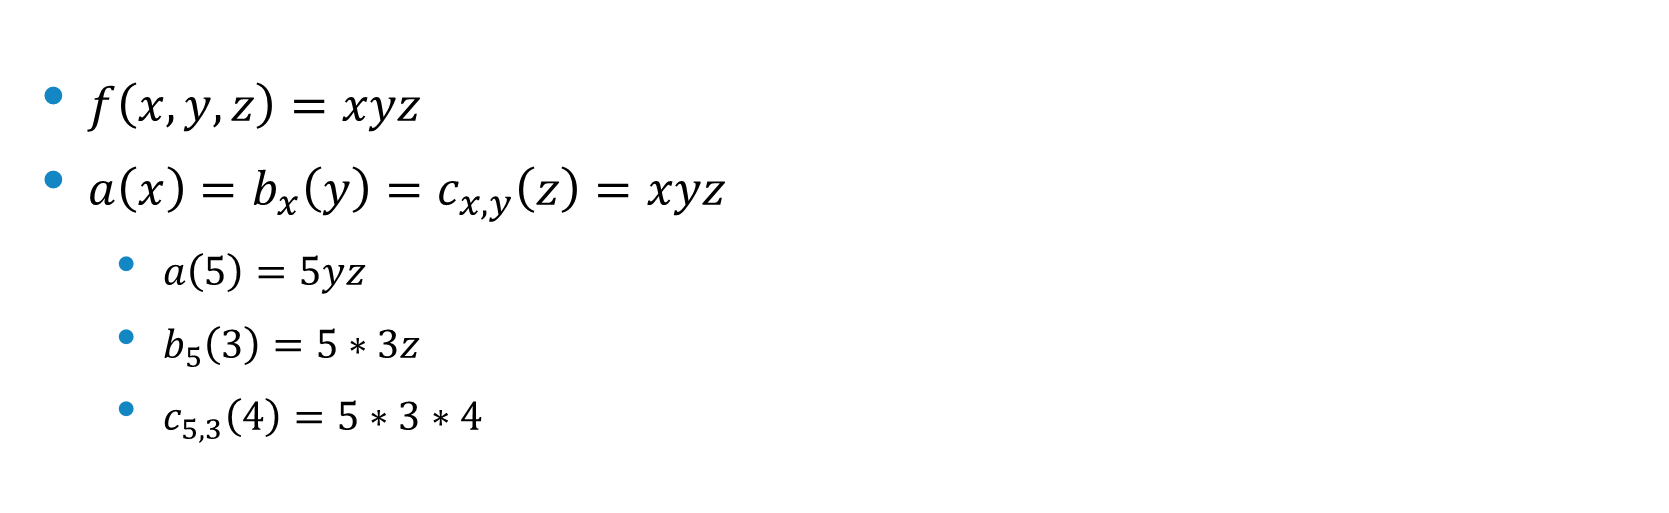 • f(x, y, z) = xyz
• a(x) = b_x(y) = c_{x,y}(z) = xyz
• a(5) = 5yz
• b_5(3) = 5 * 3z
• c_{5,3}(4) = 5 * 3 * 4